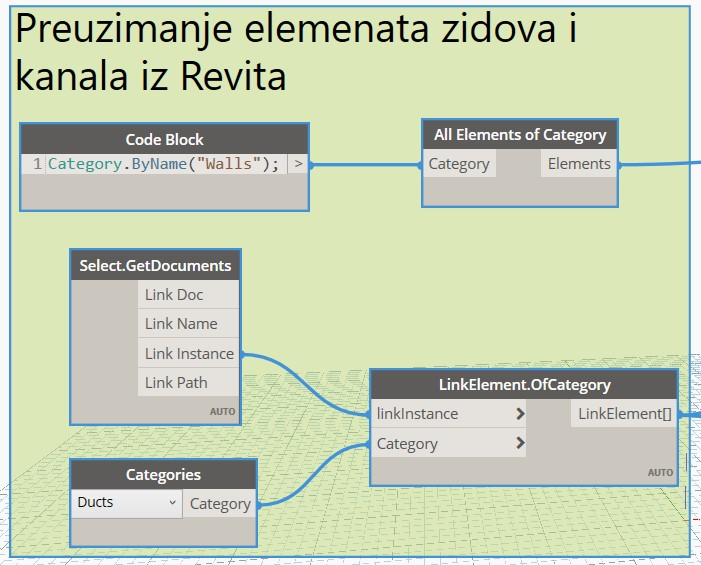 Preuzimanje elemenata zidova i
kanala iz Revita
Code Block
1 Category.ByName("Walls"); >
All Elements of Category
Category Elements
Select.GetDocuments
Link Doc
Link Name
Link Instance
Link Path
AUTO
LinkElement.OfCategory
linkInstance > LinkElement[]
Category >
AUTO
Categories
Ducts Category